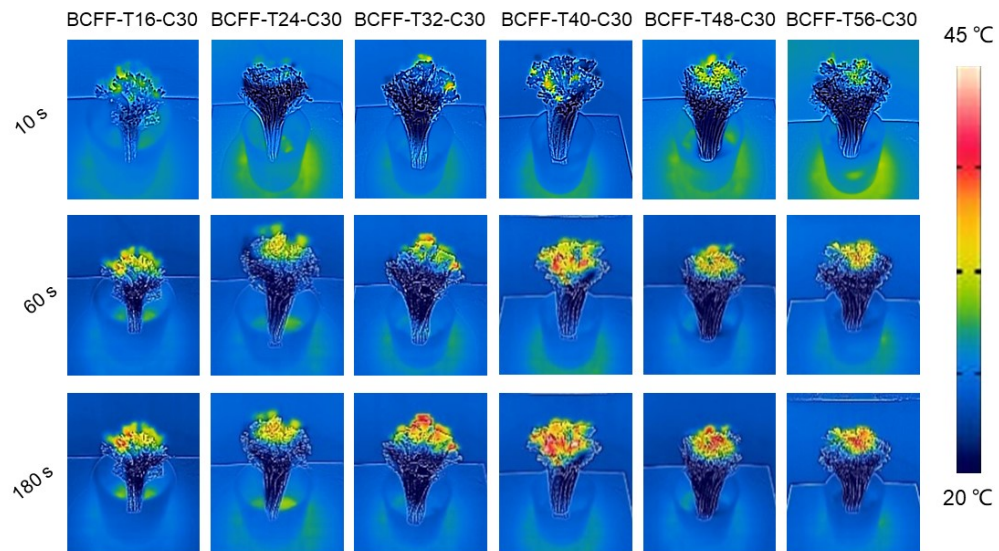 BCFF-T16-C30 BCFF-T24-C30 BCFF-T32-C30 BCFF-T40-C30 BCFF-T48-C30 BCFF-T56-C30
45 ℃
10 s
60 s
180 s
20 ℃